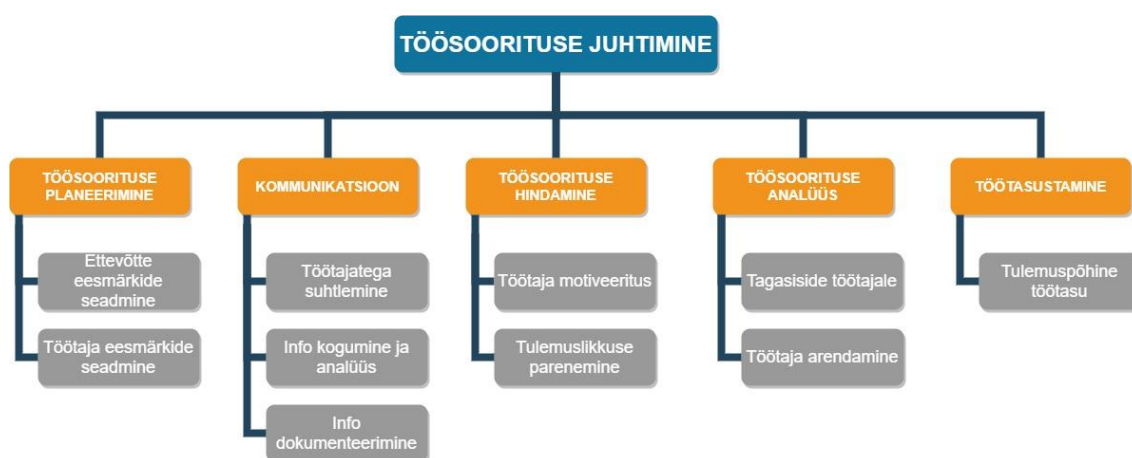 TÖÖSOORITUSE JUHTIMINE
TÖÖSOORITUSE
PLANEERIMINE
KOMMUNIKATSIOON
TÖÖSOORITUSE
HINDAMINE
TÖÖSOORITUSE
ANALÜÜS
TÖÖTASUSTAMINE
Ettevõtte
eesmärkide
seadmine
Töötaja eesmärkide
seadmine
Töötajatega
suhtlemine
Info kogumine ja
analüüs
Info
dokumenteerimine
Töötaja motiveeritus
Tulemuslikkuse
parenemine
Tagasiside töötajale
Töötaja arendamine
Tulemuspõhine
töötasu